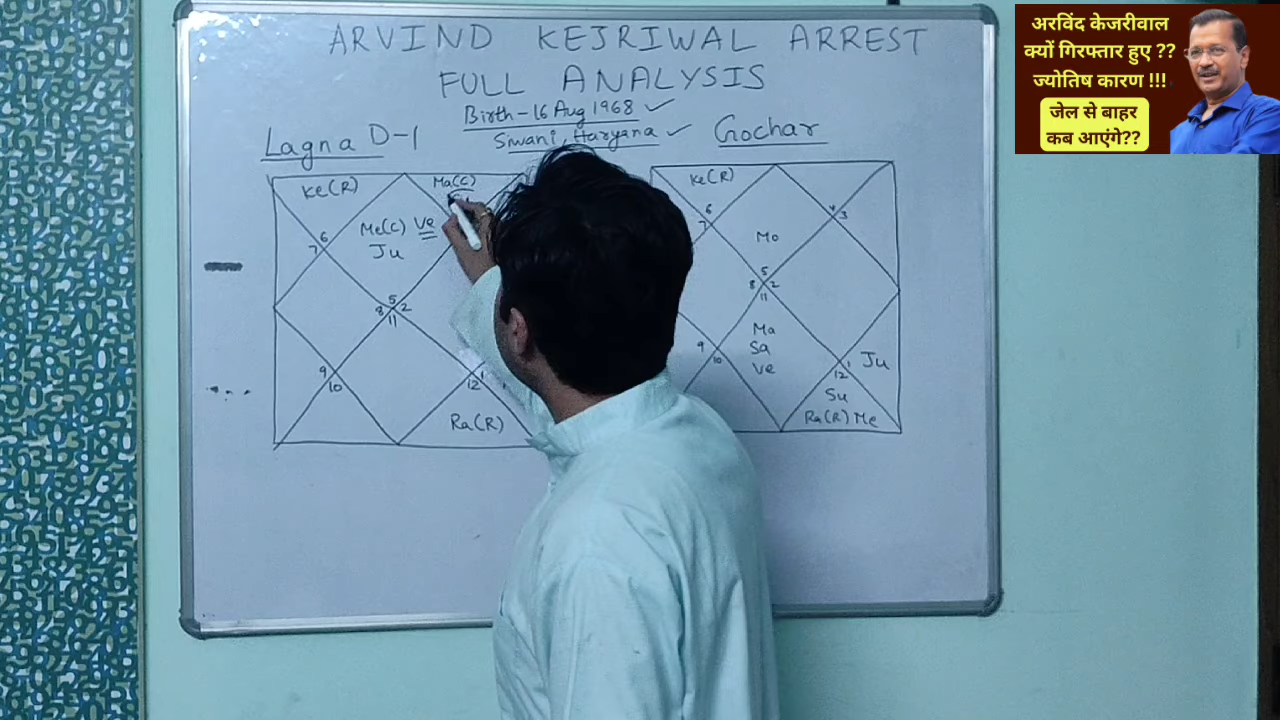 ARVIND KEJRIWAL ARREST
FULL ANALYSIS
Birth - 16 Aug 1968 ✓
Siwani, Haryana ✓
Lagna D-1
Ke(R)
Ma(C)
Me(C) Ve
Ju
6
7
5
8 2
11
9
10
1
12
Ra(R)
Gochar
Ke(R)
6
7
4
3
Mo
5
8 2
11
Ma
Sa
Ve
9
10
1
12
Ju
Su
Ra(R) Me
अरविंद केजरीवाल
क्यों गिरफ्तार हुए ??
ज्योतिष कारण !!!
जेल से बाहर
कब आएंगे??